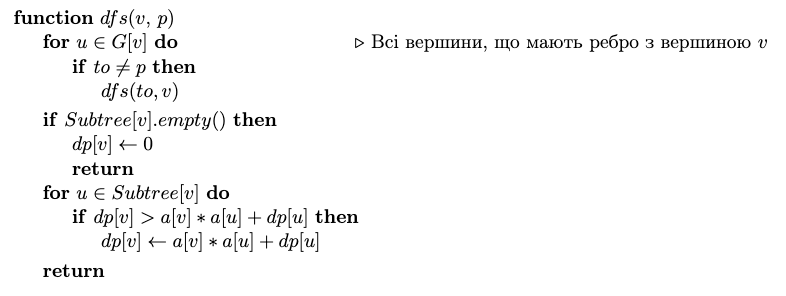 function dfs(v, p)
for u ∈ G[v] do ▷ Всі вершини, що мають ребро з вершиною v
if to ≠ p then
dfs(to, v)
if Subtree[v].empty() then
dp[v] ← 0
return
for u ∈ Subtree[v] do
if dp[v] > a[v] * a[u] + dp[u] then
dp[v] ← a[v] * a[u] + dp[u]
return